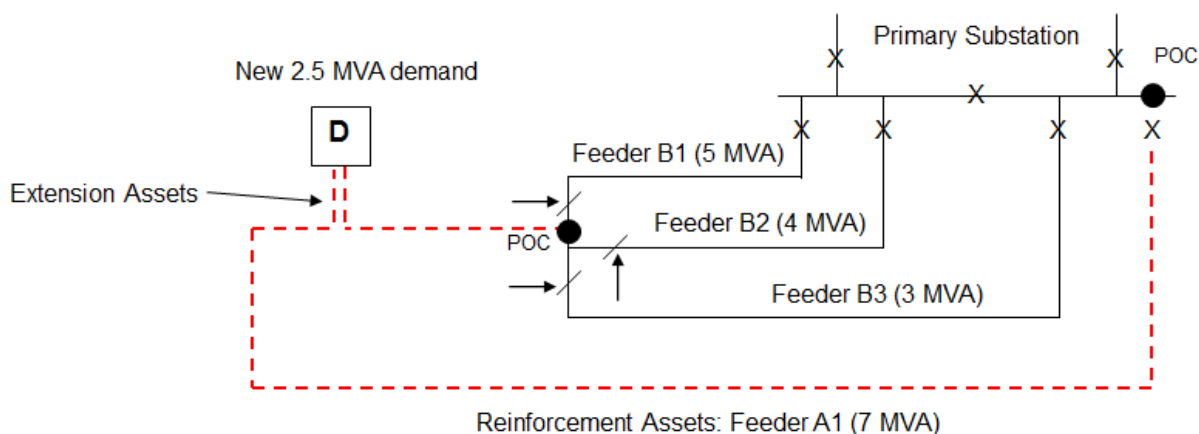 Primary Substation
POC
New 2.5 MVA demand
D
X
X
X
X
X
X
X
Feeder B1 (5 MVA)
Extension Assets
Feeder B2 (4 MVA)
POC
Feeder B3 (3 MVA)
Reinforcement Assets: Feeder A1 (7 MVA)